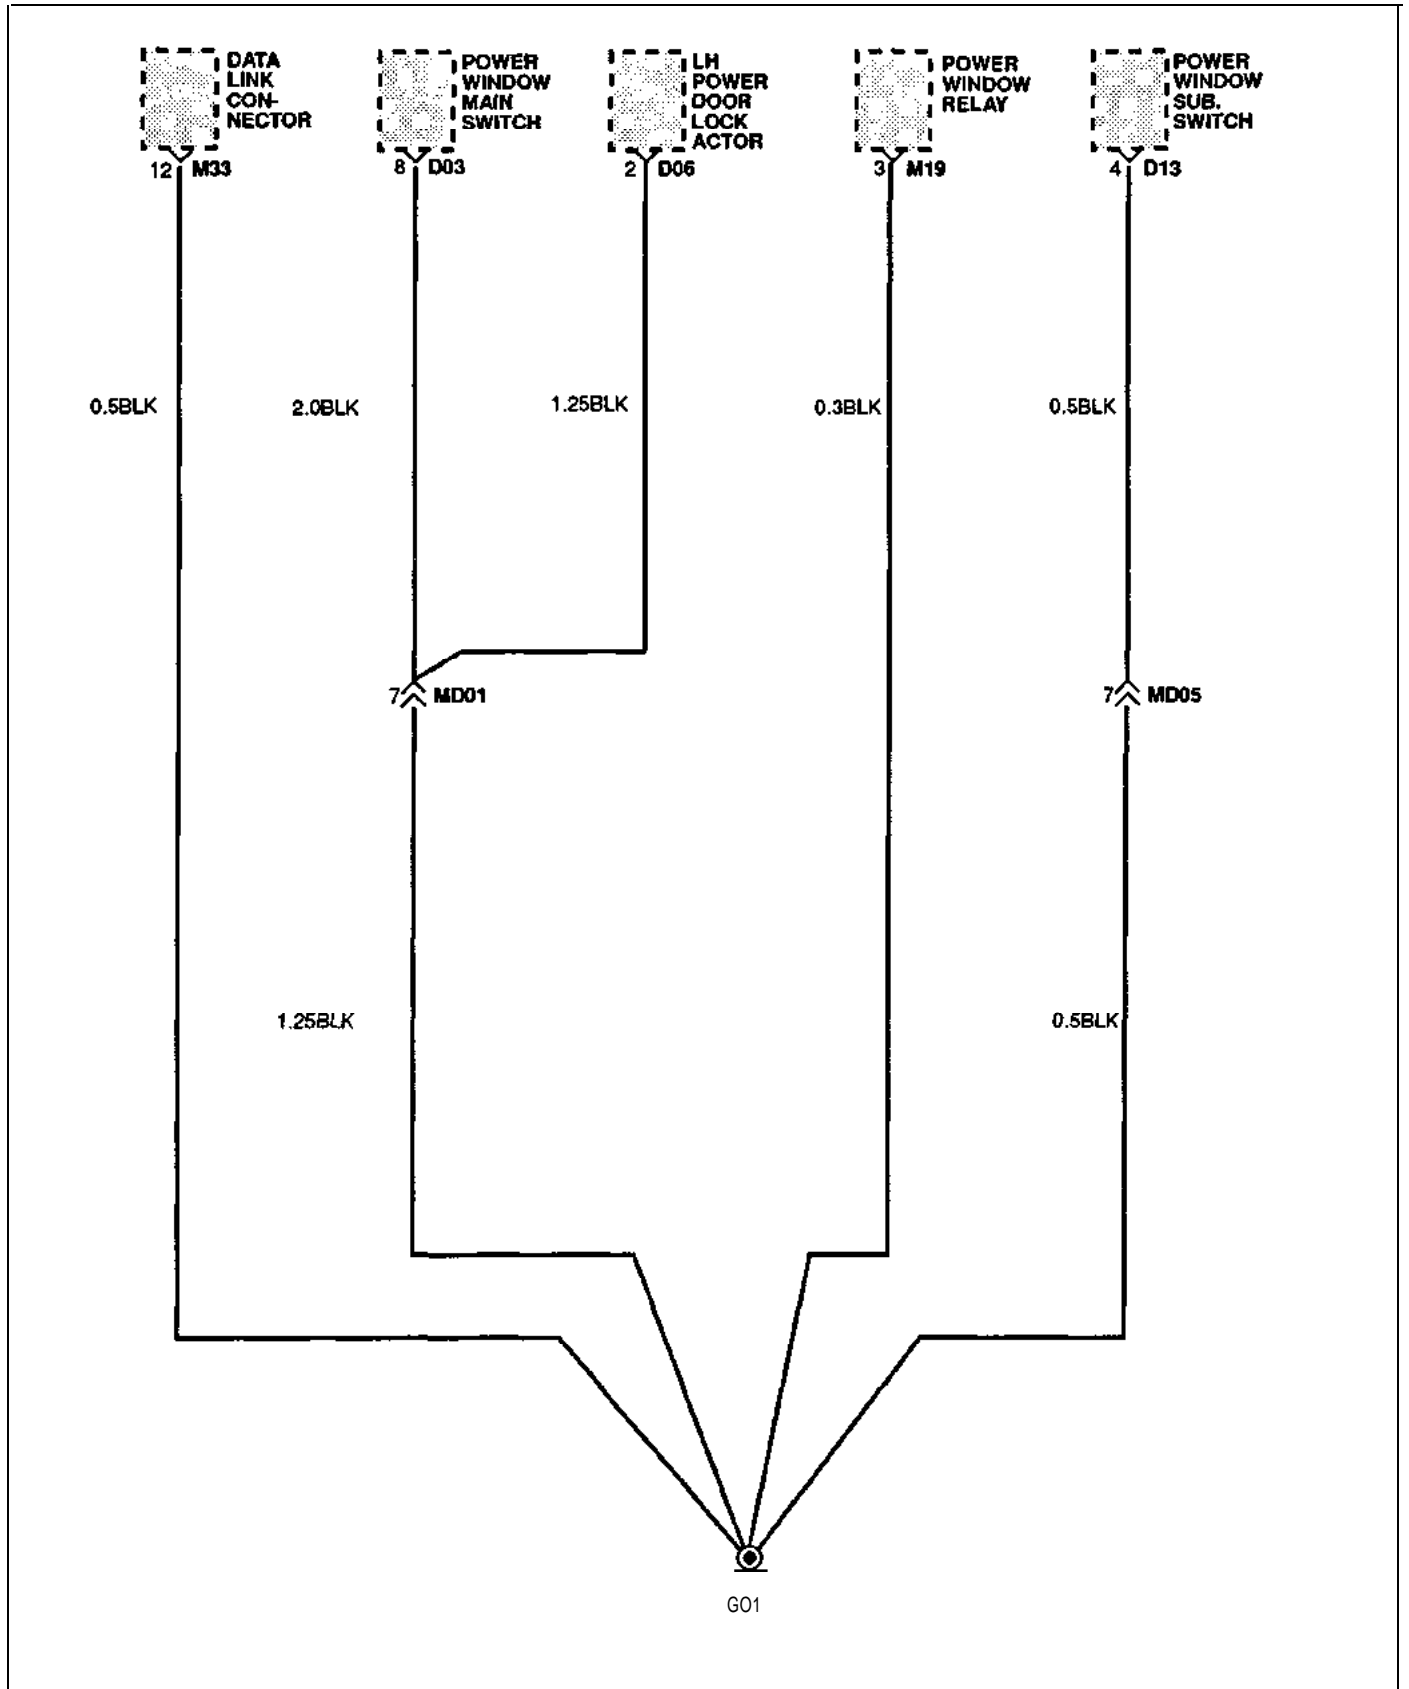 DATA
LINK
CON-
NECTOR
12 M33
POWER
WINDOW
MAIN
SWITCH
8 D03
LH
POWER
DOOR
LOCK
ACTOR
2 D06
POWER
WINDOW
RELAY
3 M19
POWER
WINDOW
SUB.
SWITCH
4 D13
0.5BLK
2.0BLK
1.25BLK
0.3BLK
0.5BLK
7 MD01
7 MD05
1.25BLK
0.5BLK
GO1